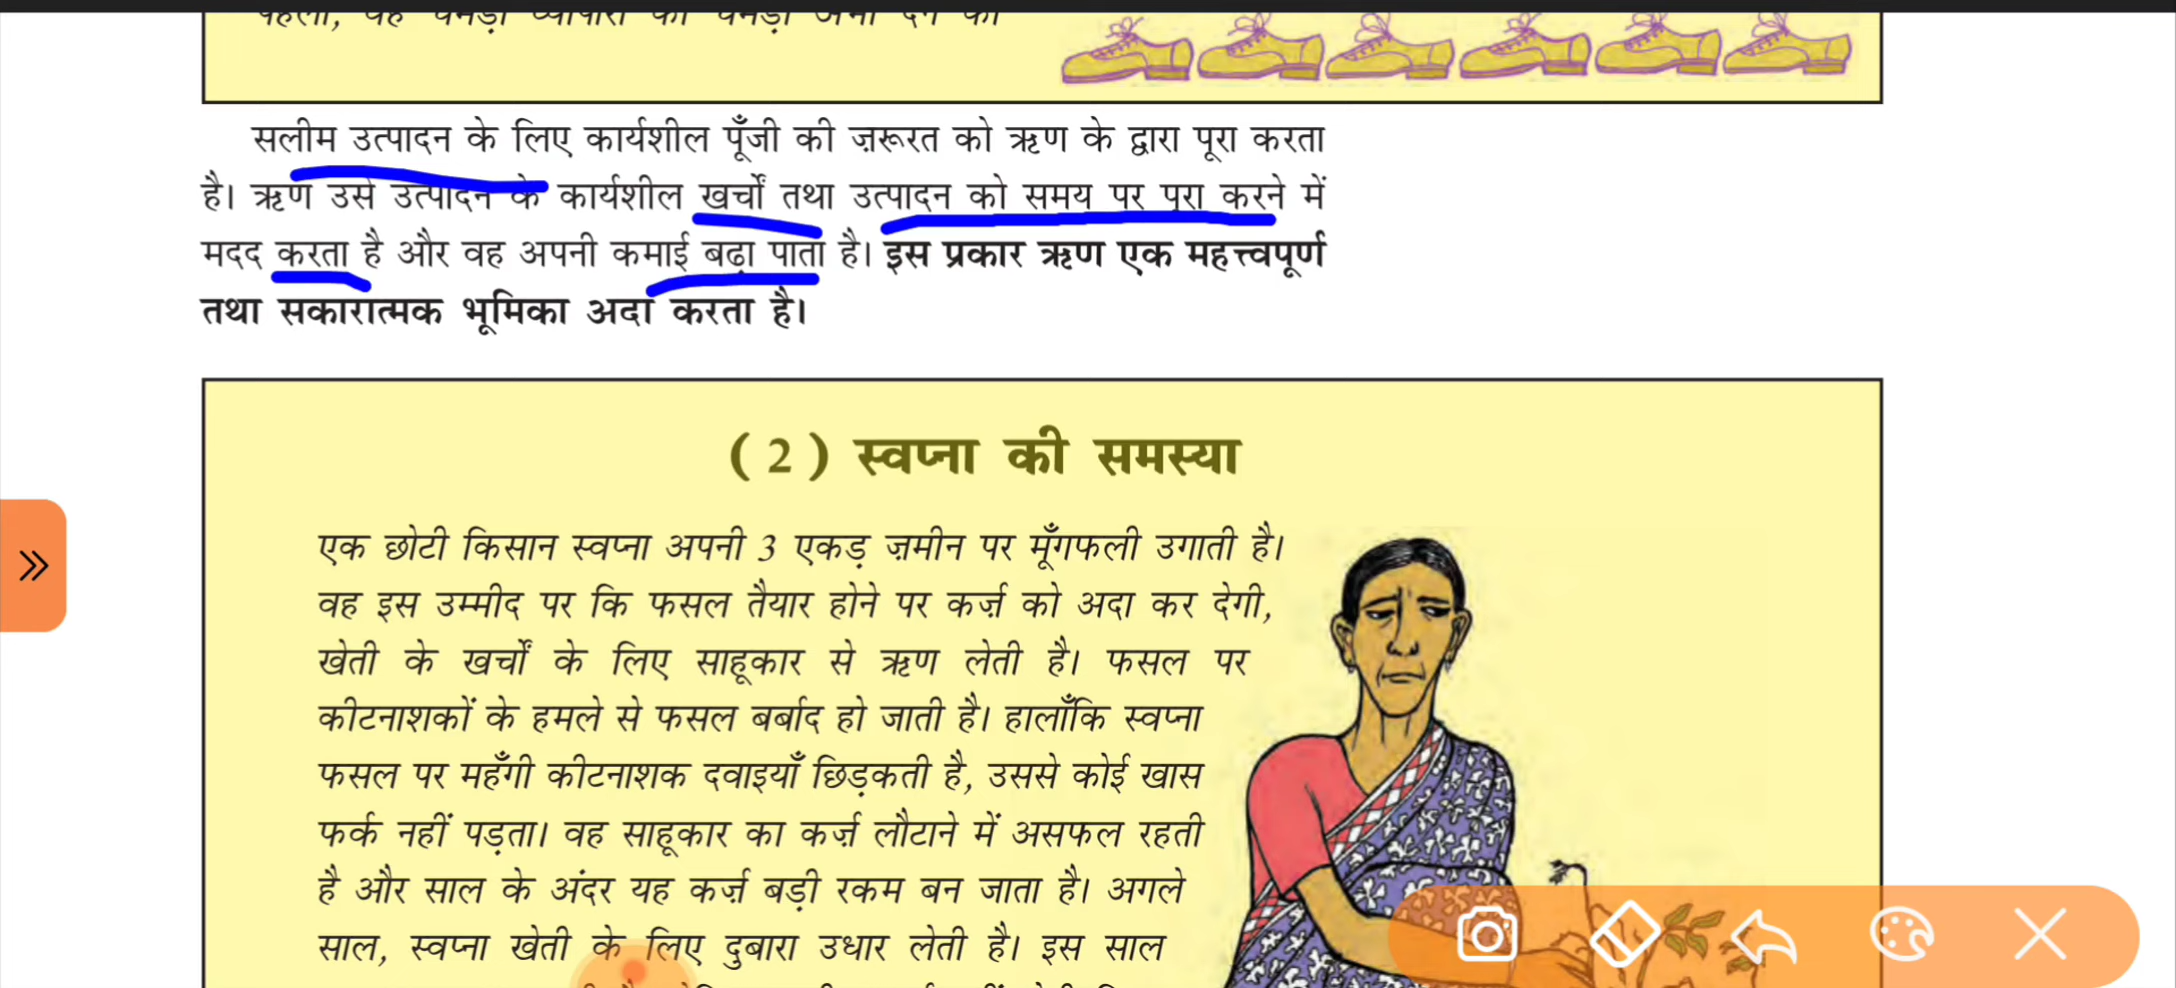 सलीम उत्पादन के लिए कार्यशील पूँजी की ज़रूरत को ऋण के द्वारा पूरा करता
है। ऋण उसे उत्पादन के कार्यशील खर्चों तथा उत्पादन को समय पर पूरा करने में
मदद करता है और वह अपनी कमाई बढ़ा पाता है। इस प्रकार ऋण एक महत्त्वपूर्ण
तथा सकारात्मक भूमिका अदा करता है।
( 2 ) स्वप्ना की समस्या
एक छोटी किसान स्वप्ना अपनी 3 एकड़ ज़मीन पर मूँगफली उगाती है।
वह इस उम्मीद पर कि फसल तैयार होने पर कर्ज़ को अदा कर देगी,
खेती के खर्चों के लिए साहूकार से ऋण लेती है। फसल पर
कीटनाशकों के हमले से फसल बर्बाद हो जाती है। हालाँकि स्वप्ना
फसल पर महँगी कीटनाशक दवाइयाँ छिड़कती है, उससे कोई खास
फर्क नहीं पड़ता। वह साहूकार का कर्ज़ लौटाने में असफल रहती
है और साल के अंदर यह कर्ज़ बड़ी रकम बन जाता है। अगले
साल, स्वप्ना खेती के लिए दुबारा उधार लेती है। इस साल